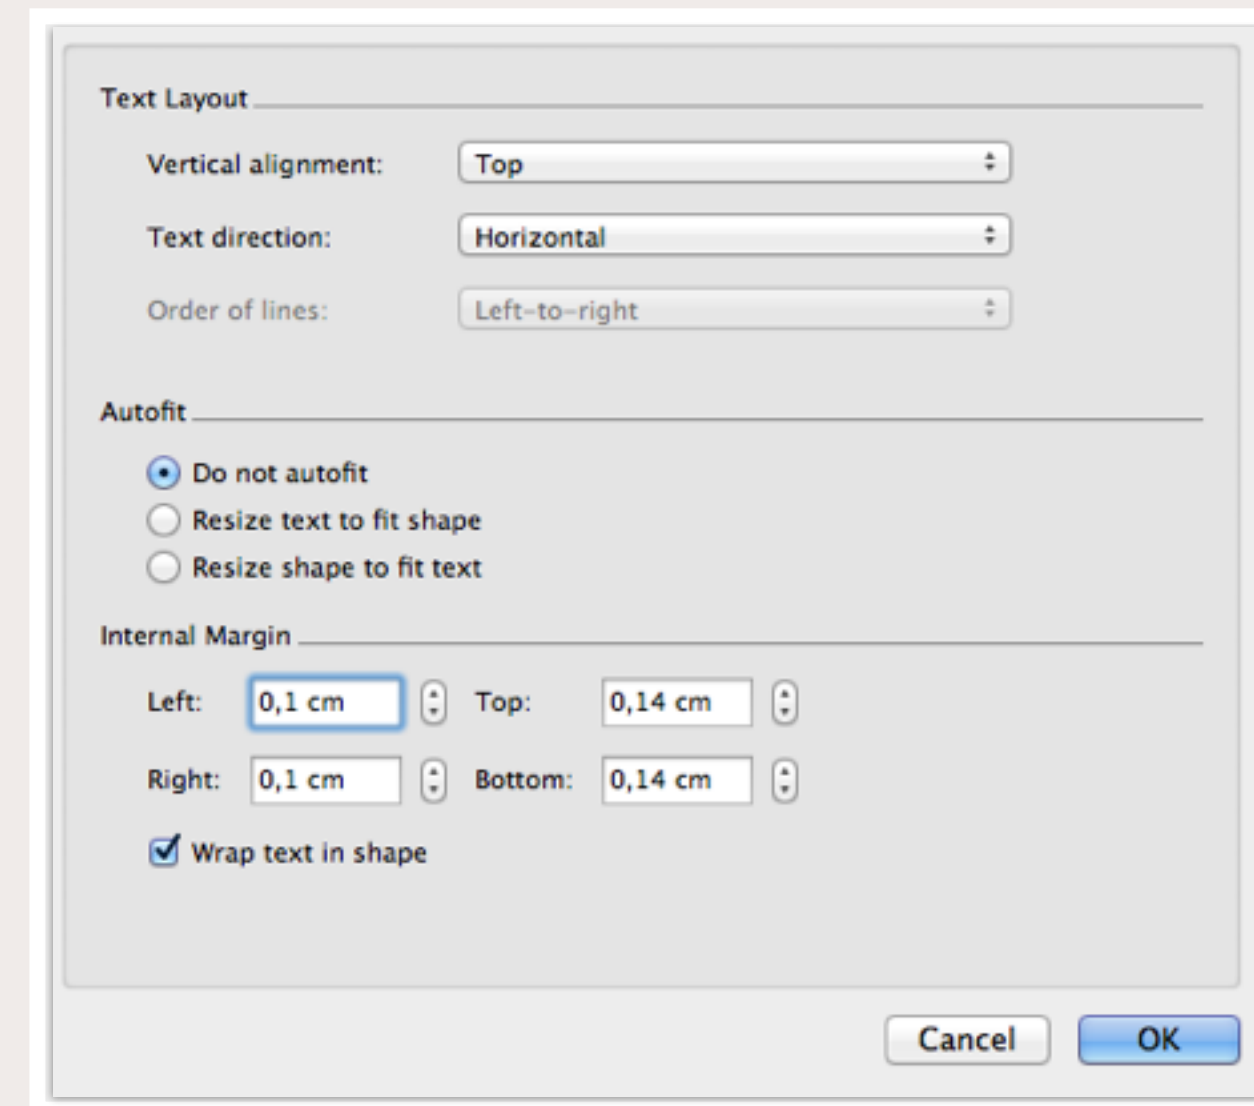 Text Layout
Vertical alignment: Top
Text direction: Horizontal
Order of lines: Left-to-right
Autofit
Do not autofit
Resize text to fit shape
Resize shape to fit text
Internal Margin
Left: 0,1 cm Top: 0,14 cm
Right: 0,1 cm Bottom: 0,14 cm
Wrap text in shape
Cancel OK